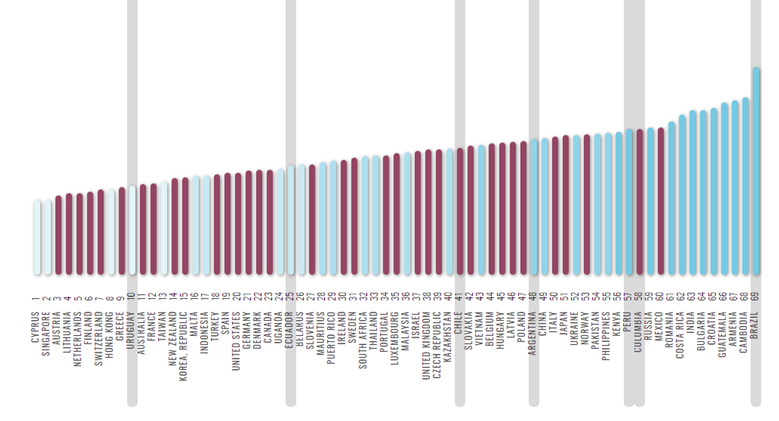 CYPRUS 1
SINGAPORE 2
AUSTRIA 3
LITHUANIA 4
NETHERLANDS 5
FINLAND 6
SWITZERLAND 7
HONG KONG 8
GREECE 9
URUGUAY 10
AUSTRALIA 11
FRANCE 12
TAIWAN 13
NEW ZEALAND 14
KOREA, REPUBLIC 15
MALTA 16
INDONESIA 17
TURKEY 18
SPAIN 19
UNITED STATES 20
GERMANY 21
DENMARK 22
CANADA 23
UGANDA 24
ECUADOR 25
BELARUS 26
SLOVENIA 27
MAURITIUS 28
PUERTO RICO 29
IRELAND 30
SWEDEN 31
SOUTH AFRICA 32
THAILAND 33
PORTUGAL 34
LUXEMBOURG 35
MALAYSIA 36
ISRAEL 37
UNITED KINGDOM 38
CZECH REPUBLIC 39
KAZAKHSTAN 40
CHILE 41
SLOVAKIA 42
VIETNAM 43
BELGIUM 44
HUNGARY 45
LATVIA 46
POLAND 47
ARGENTINA 48
CHINA 49
ITALY 50
JAPAN 51
UKRAINE 52
NORWAY 53
PAKISTAN 54
PHILIPPINES 55
KENYA 56
PERU 57
COLUMBIA 58
RUSSIA 59
MEXICO 60
ROMANIA 61
COSTA RICA 62
INDIA 63
BULGARIA 64
CROATIA 65
GUATEMALA 66
ARMENIA 67
CAMBODIA 68
BRAZIL 69